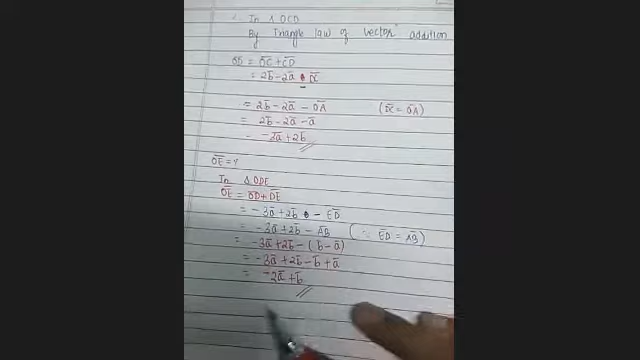 ∴ In Δ OCD
By Triangle law of vector addition
OD̅ = OC̅ + CD̅
= 2b̅ - 2a̅ - DC̅
= 2b̅ - 2a̅ - OA̅ (DC̅ = OA̅)
= 2b̅ - 2a̅ - a̅
= -3a̅ + 2b̅
OE̅ = ?
In Δ ODE
OE̅ = OD̅ + DE̅
= -3a̅ + 2b̅ - ED̅
= -3a̅ + 2b̅ - AB̅ (∵ ED̅ = AB̅)
= -3a̅ + 2b̅ - (b̅ - a̅)
= -3a̅ + 2b̅ - b̅ + a̅
= -2a̅ + b̅